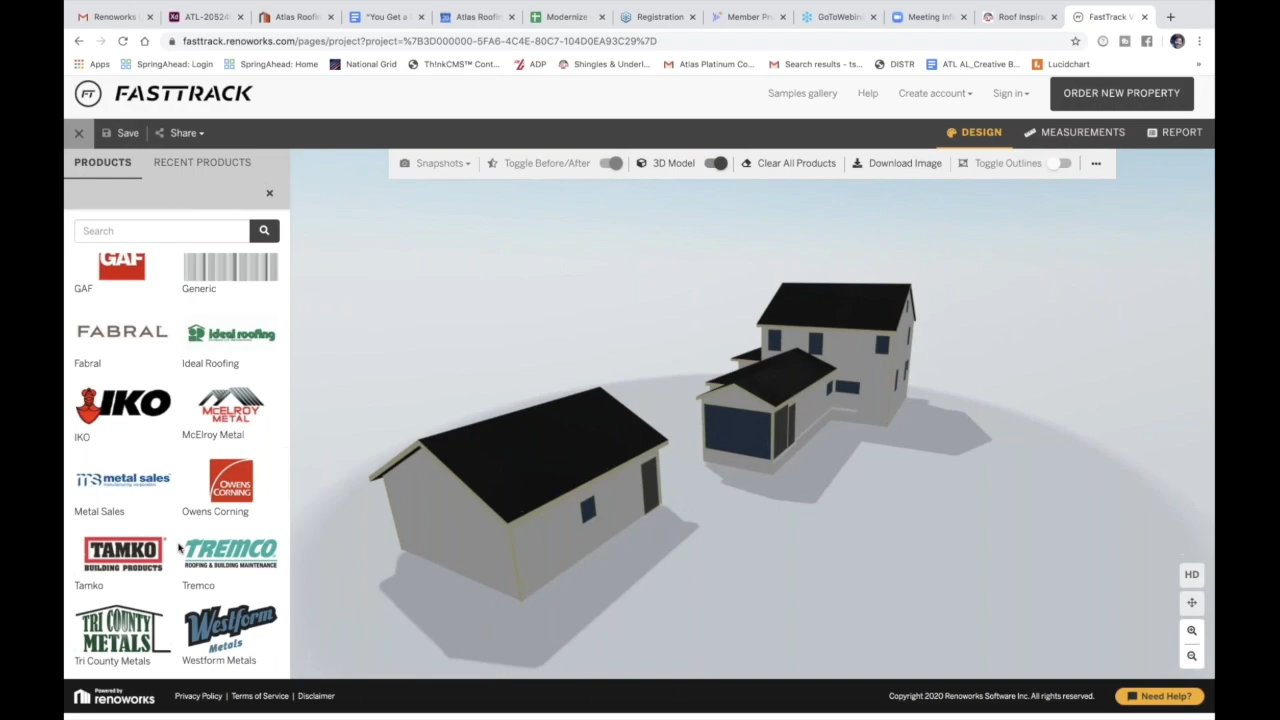 Renoworks
ATL-20524
Atlas Roofin
"You Get a
Atlas Roofi
Modernize -
Registration
Member Pr
GoToWebin
Meeting Inf
Roof Inspira
FastTrack V
fasttrack.renoworks.com/pages/project?project=%7B3D000000-5FA6-4C4E-80C7-104D0EA93C29%7D
Apps
SpringAhead: Login
SpringAhead: Home
National Grid
Th!nkCMS™ Cont...
ADP
Shingles & Underl...
Atlas Platinum Co...
Search results - ts...
DISTR
ATL AL_Creative B...
Lucidchart
»
FT FASTTRACK
Samples gallery
Help
Create account
Sign in
ORDER NEW PROPERTY
Save
Share
DESIGN
MEASUREMENTS
REPORT
PRODUCTS
RECENT PRODUCTS
Snapshots
Toggle Before/After
3D Model
Clear All Products
Download Image
Toggle Outlines
Search
GAF
GAF
Generic
FABRAL
ideal roofing
Fabral
Ideal Roofing
IKO
McELROY METAL
IKO
McElroy Metal
ms metal sales
OWENS CORNING
Metal Sales
Owens Corning
TAMKO
BUILDING PRODUCTS
TREMCO
ROOFING & BUILDING MAINTENANCE
Tamko
Tremco
TRI COUNTY
METALS
Westform
Metals
Tri County Metals
Westform Metals
HD
Powered by
renoworks
Privacy Policy | Terms of Service | Disclaimer
Copyright 2020 Renoworks Software Inc. All rights reserved.
Need Help?